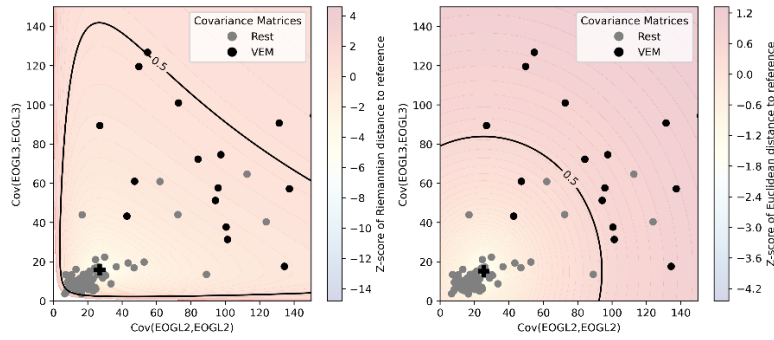 Covariance Matrices
Rest
VEM
0.5
Cov(EOGL3,EOGL3)
140
120
100
80
60
40
20
0
0 20 40 60 80 100 120 140
Cov(EOGL2,EOGL2)
4
2
0
−2
−4
−6
−8
−10
−12
−14
Z-score of Riemannian distance to reference
Covariance Matrices
Rest
VEM
0.5
140
120
100
80
60
40
20
0
0 20 40 60 80 100 120 140
Cov(EOGL2,EOGL2)
1.2
0.6
0.0
−0.6
−1.2
−1.8
−2.4
−3.0
−3.6
−4.2
Z-score of Euclidean distance to reference